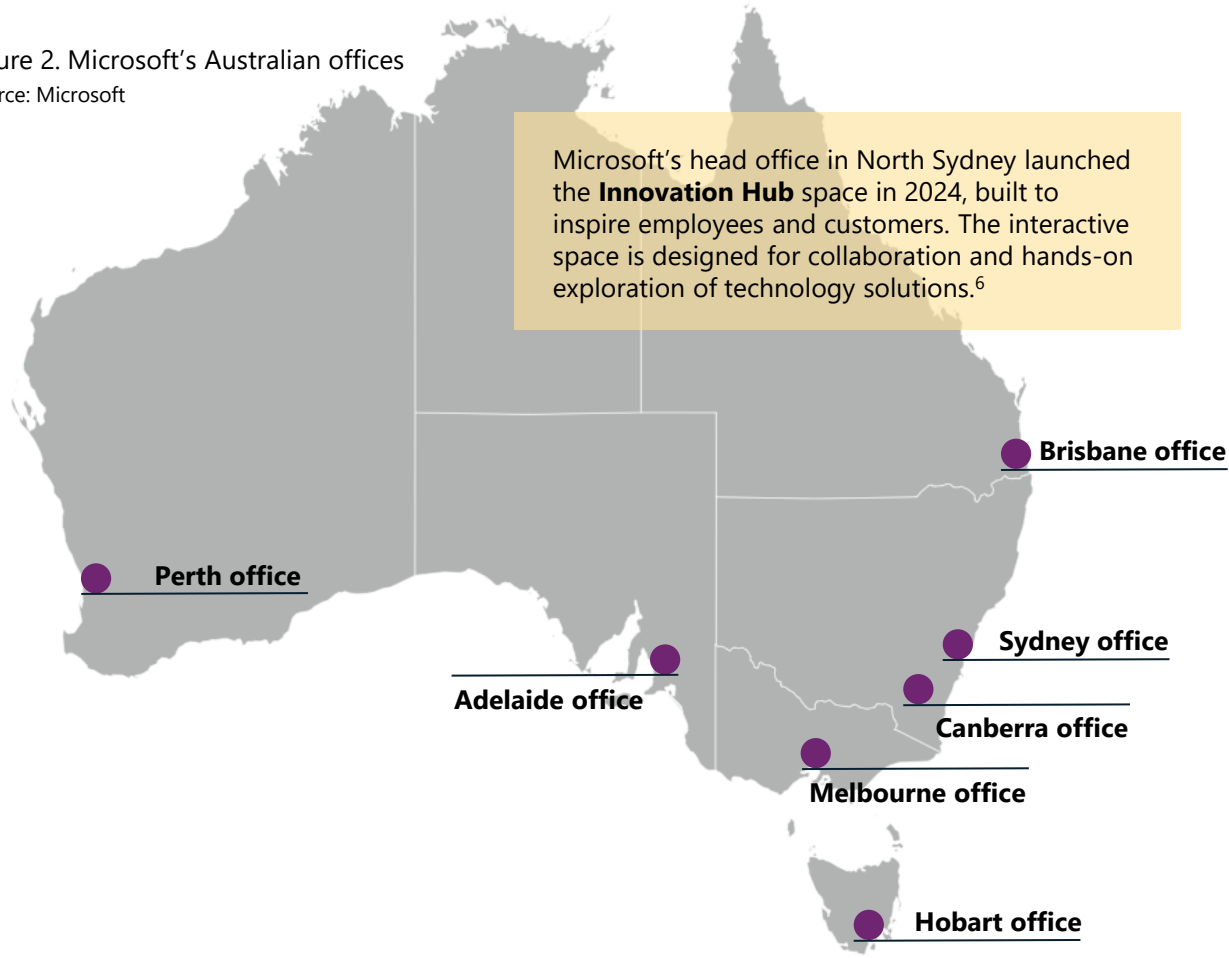 ure 2. Microsoft’s Australian offices
rce: Microsoft
Microsoft’s head office in North Sydney launched
the Innovation Hub space in 2024, built to
inspire employees and customers. The interactive
space is designed for collaboration and hands-on
exploration of technology solutions.⁶
Brisbane office
Perth office
Sydney office
Adelaide office
Canberra office
Melbourne office
Hobart office